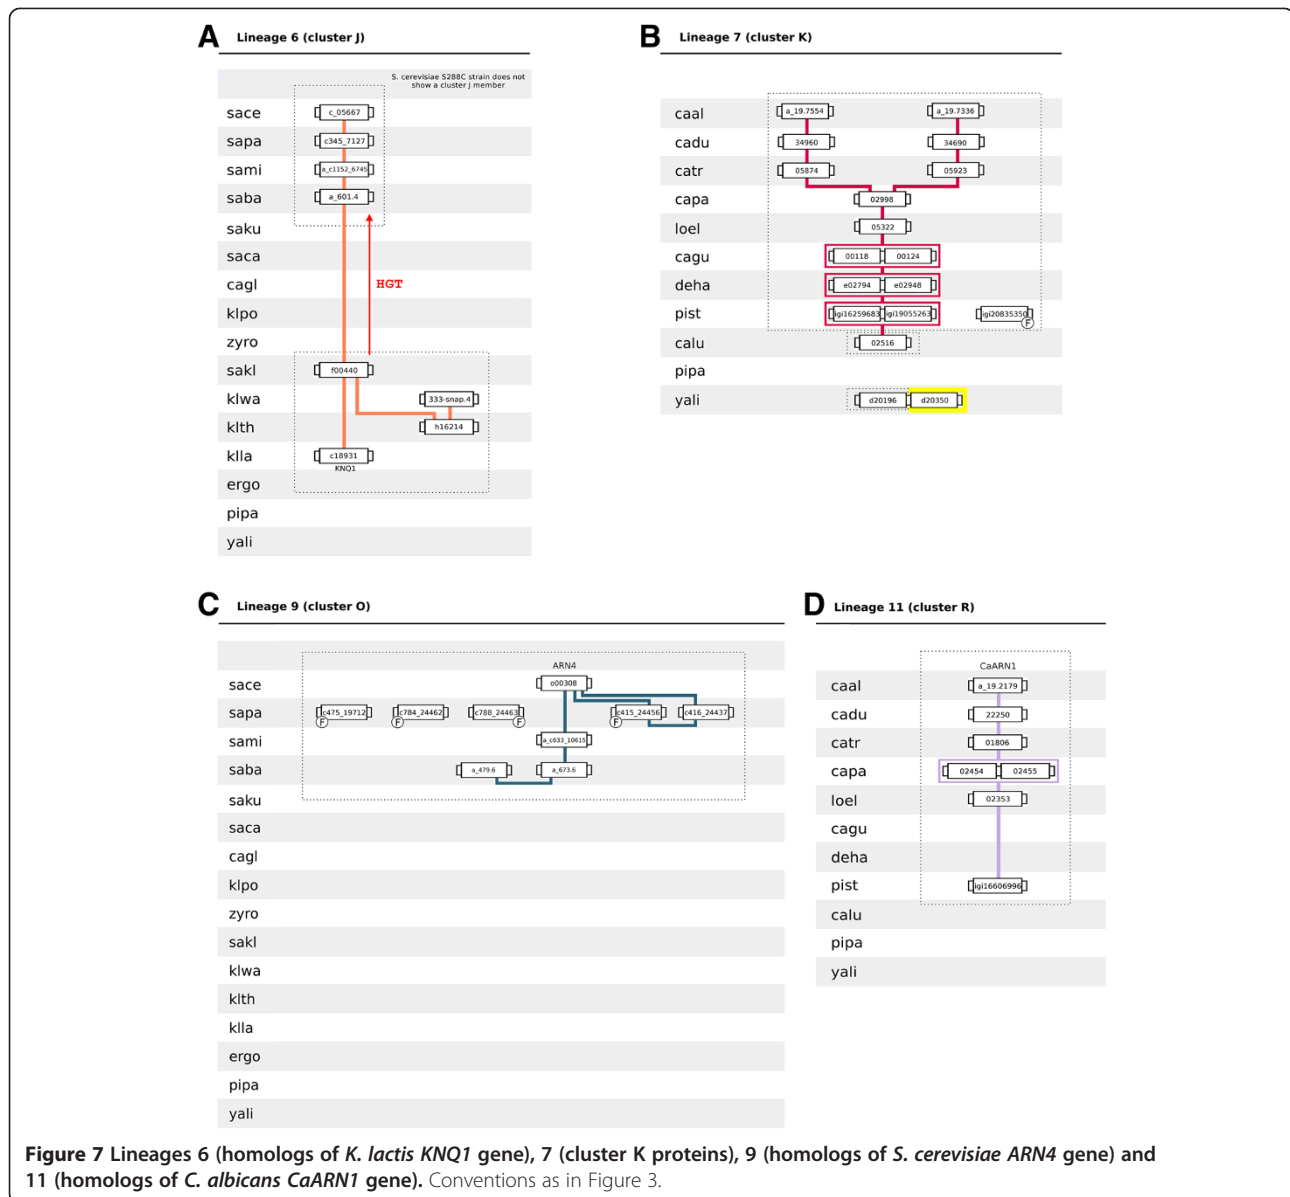 A Lineage 6 (cluster J)
S. cerevisiae S288C strain does not
show a cluster J member
sace c_05667
sapa c345_7127
sami a_c1152_6745
saba a_601.4
saku
saca
cagl HGT
klpo
zyro
sakl f00440
klwa 333-snap.4
klth h16214
klla c18931
KNQ1
ergo
pipa
yali
B Lineage 7 (cluster K)
caal a_19.7554 a_19.7336
cadu 34960 34690
catr 05874 05923
capa 02998
loel 05322
cagu 00118 00124
deha e02794 e02948
pist igi16259683 igi19055263 igi20835350
F
calu 02516
pipa
yali d20196 d20350
C Lineage 9 (cluster O)
ARN4
sace o00308
sapa c475_19712 c784_24462 c788_24463 c415_24456 c416_24437
F F F F
sami a_c633_10615
saba a_479.6 a_673.6
saku
saca
cagl
klpo
zyro
sakl
klwa
klth
klla
ergo
pipa
yali
D Lineage 11 (cluster R)
CaARN1
caal a_19.2179
cadu 22250
catr 01806
capa 02454 02455
loel 02353
cagu
deha
pist igi16606996
calu
pipa
yali
Figure 7 Lineages 6 (homologs of K. lactis KNQ1 gene), 7 (cluster K proteins), 9 (homologs of S. cerevisiae ARN4 gene) and
11 (homologs of C. albicans CaARN1 gene). Conventions as in Figure 3.